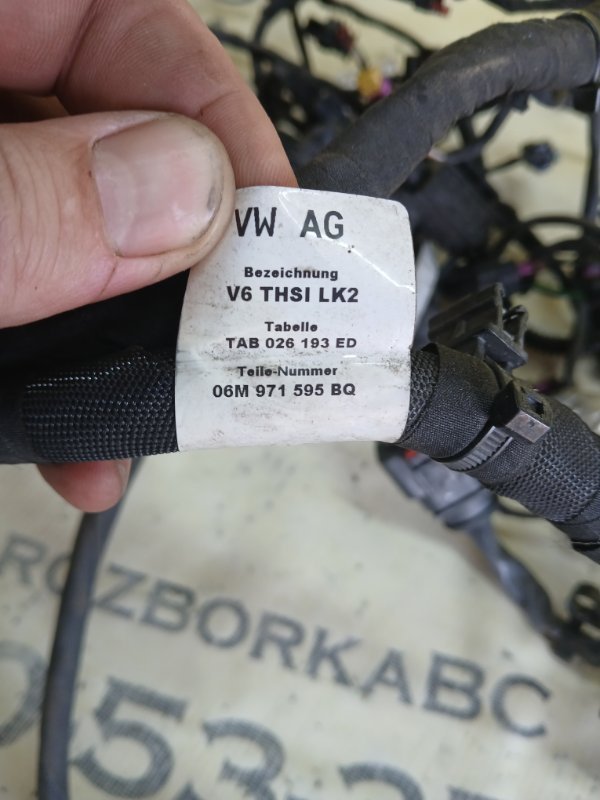 VW AG
Bezeichnung
V6 THSI LK2
Tabelle
TAB 026 193 ED
Teile-Nummer
06M 971 595 BQ
ROZBORKABC